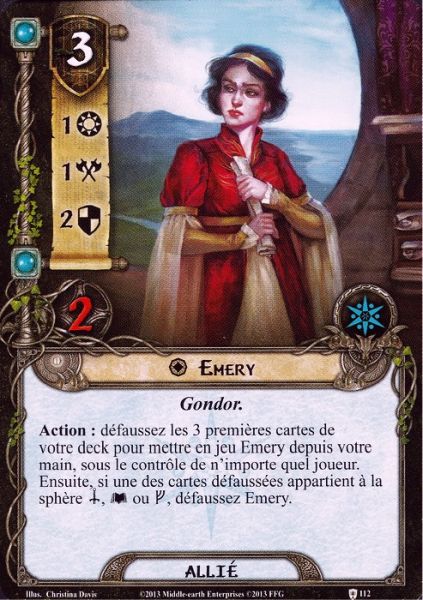 3
1
1
2
2
Emery
Gondor.
Action : défaussez les 3 premières cartes de
votre deck pour mettre en jeu Emery depuis votre
main, sous le contrôle de n’importe quel joueur.
Ensuite, si une des cartes défaussées appartient à la
sphère , ou , défaussez Emery.
ALLIÉ
Illus. Christina Davis ©2013 Middle-earth Enterprises ©2013 FFG 112